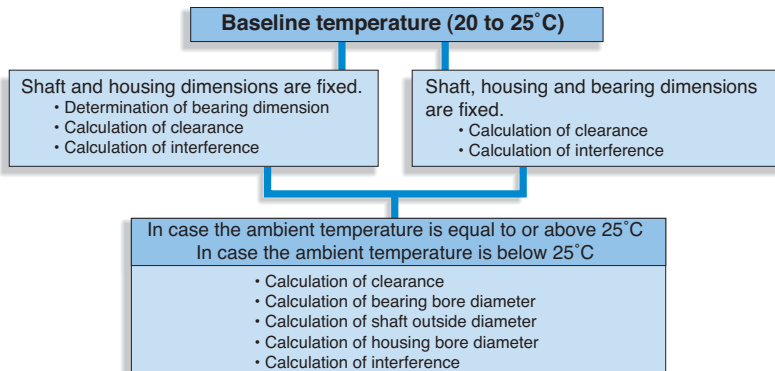 Baseline temperature (20 to 25˚C)
Shaft and housing dimensions are fixed.
・Determination of bearing dimension
・Calculation of clearance
・Calculation of interference
Shaft, housing and bearing dimensions
are fixed.
・Calculation of clearance
・Calculation of interference
In case the ambient temperature is equal to or above 25˚C
In case the ambient temperature is below 25˚C
・Calculation of clearance
・Calculation of bearing bore diameter
・Calculation of shaft outside diameter
・Calculation of housing bore diameter
・Calculation of interference